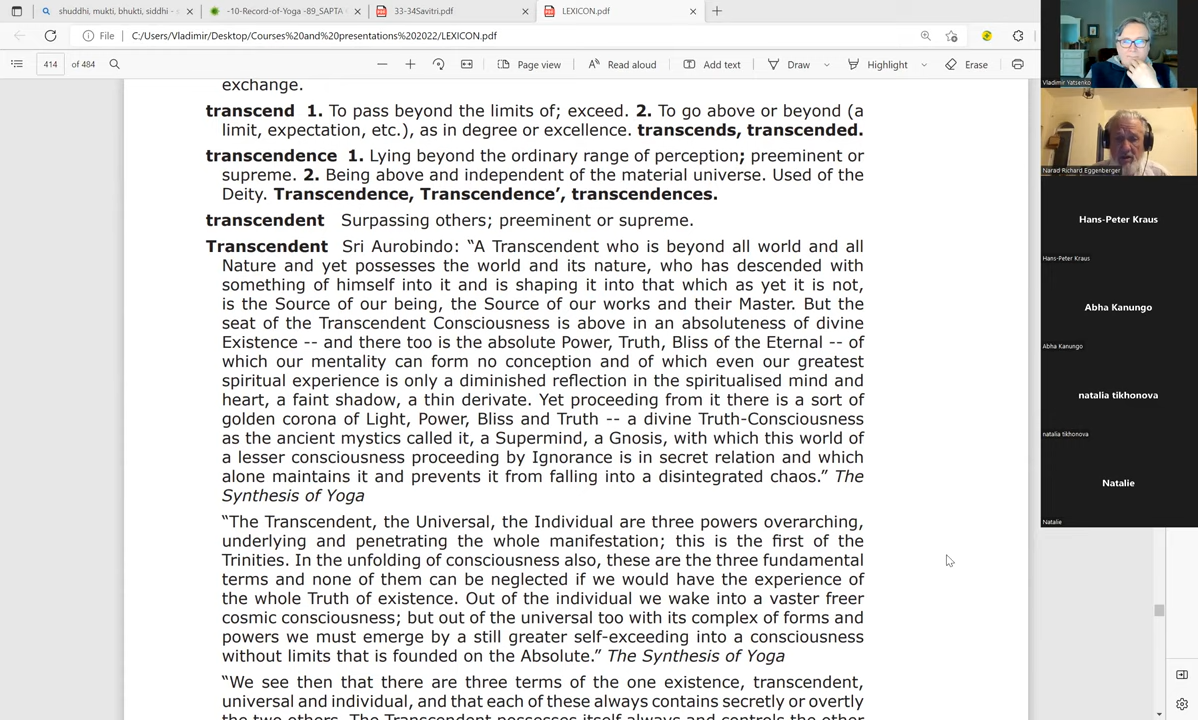 shuddhi, mukti, bhukti, siddhi -
-10-Record-of-Yoga -89_SAPTA
33-34Savitri.pdf
LEXICON.pdf
File
C:/Users/Vladimir/Desktop/Courses%20and%20presentations%202022/LEXICON.pdf
414 of 484
Page view
Read aloud
Add text
Draw
Highlight
Erase
exchange.
transcend 1. To pass beyond the limits of; exceed. 2. To go above or beyond (a
limit, expectation, etc.), as in degree or excellence. transcends, transcended.
transcendence 1. Lying beyond the ordinary range of perception; preeminent or
supreme. 2. Being above and independent of the material universe. Used of the
Deity. Transcendence, Transcendence’, transcendences.
transcendent Surpassing others; preeminent or supreme.
Transcendent Sri Aurobindo: “A Transcendent who is beyond all world and all
Nature and yet possesses the world and its nature, who has descended with
something of himself into it and is shaping it into that which as yet it is not,
is the Source of our being, the Source of our works and their Master. But the
seat of the Transcendent Consciousness is above in an absoluteness of divine
Existence -- and there too is the absolute Power, Truth, Bliss of the Eternal -- of
which our mentality can form no conception and of which even our greatest
spiritual experience is only a diminished reflection in the spiritualised mind and
heart, a faint shadow, a thin derivate. Yet proceeding from it there is a sort of
golden corona of Light, Power, Bliss and Truth -- a divine Truth-Consciousness
as the ancient mystics called it, a Supermind, a Gnosis, with which this world of
a lesser consciousness proceeding by Ignorance is in secret relation and which
alone maintains it and prevents it from falling into a disintegrated chaos.” The
Synthesis of Yoga
“The Transcendent, the Universal, the Individual are three powers overarching,
underlying and penetrating the whole manifestation; this is the first of the
Trinities. In the unfolding of consciousness also, these are the three fundamental
terms and none of them can be neglected if we would have the experience of
the whole Truth of existence. Out of the individual we wake into a vaster freer
cosmic consciousness; but out of the universal too with its complex of forms and
powers we must emerge by a still greater self-exceeding into a consciousness
without limits that is founded on the Absolute.” The Synthesis of Yoga
“We see then that there are three terms of the one existence, transcendent,
universal and individual, and that each of these always contains secretly or overtly
the two others. The Transcendent possesses itself always and controls the other
Vladimir Yatsenko
Narad Richard Eggenberger
Hans-Peter Kraus
Hans-Peter Kraus
Abha Kanungo
Abha Kanungo
natalia tikhonova
natalia tikhonova
Natalie
Natalie